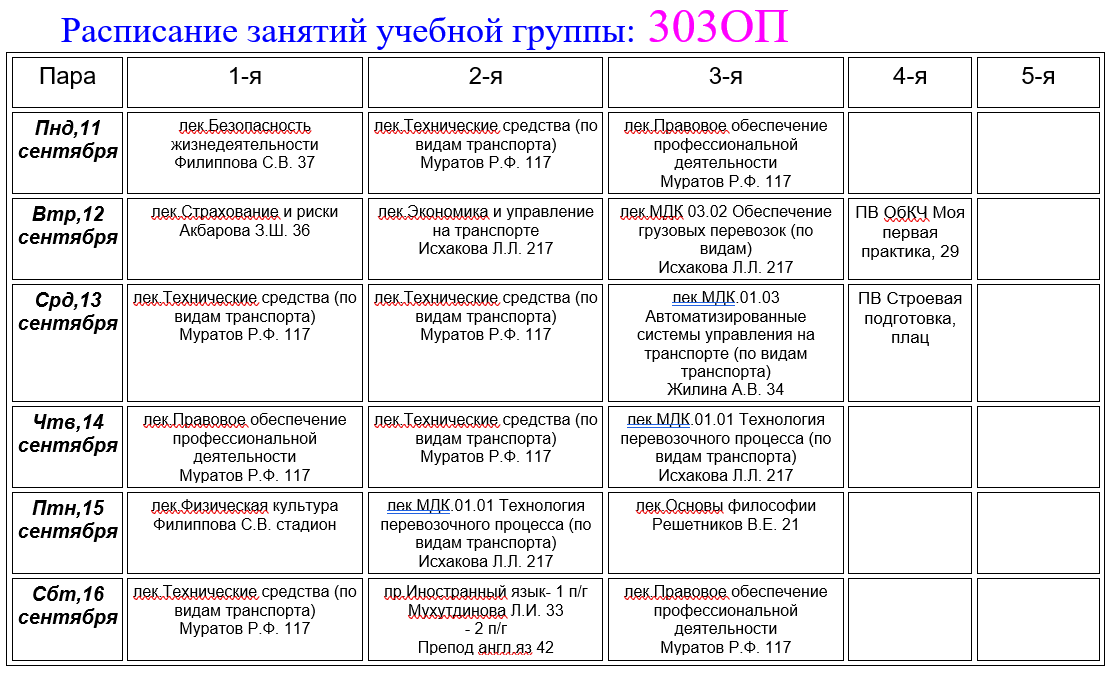 Расписание занятий учебной группы: 303ОП
Пара
1-я
2-я
3-я
4-я
5-я
Пнд,11
сентября
лек.Безопасность
жизнедеятельности
Филиппова С.В. 37
лек.Технические средства (по
видам транспорта)
Муратов Р.Ф. 117
лек.Правовое обеспечение
профессиональной
деятельности
Муратов Р.Ф. 117
Втр,12
сентября
лек.Страхование и риски
Акбарова З.Ш. 36
лек.Экономика и управление
на транспорте
Исхакова Л.Л. 217
лек.МДК 03.02 Обеспечение
грузовых перевозок (по
видам)
Исхакова Л.Л. 217
ПВ ОбКЧ Моя
первая
практика, 29
Срд,13
сентября
лек.Технические средства (по
видам транспорта)
Муратов Р.Ф. 117
лек.Технические средства (по
видам транспорта)
Муратов Р.Ф. 117
лек.МДК.01.03
Автоматизированные
системы управления на
транспорте (по видам
транспорта)
Жилина А.В. 34
ПВ Строевая
подготовка,
плац
Чтв,14
сентября
лек.Правовое обеспечение
профессиональной
деятельности
Муратов Р.Ф. 117
лек.Технические средства (по
видам транспорта)
Муратов Р.Ф. 117
лек.МДК.01.01 Технология
перевозочного процесса (по
видам транспорта)
Исхакова Л.Л. 217
Птн,15
сентября
лек.Физическая культура
Филиппова С.В. стадион
лек.МДК.01.01 Технология
перевозочного процесса (по
видам транспорта)
Исхакова Л.Л. 217
лек.Основы философии
Решетников В.Е. 21
Сбт,16
сентября
лек.Технические средства (по
видам транспорта)
Муратов Р.Ф. 117
пр.Иностранный язык- 1 п/г
Мухутдинова Л.И. 33
- 2 п/г
Препод англ.яз 42
лек.Правовое обеспечение
профессиональной
деятельности
Муратов Р.Ф. 117